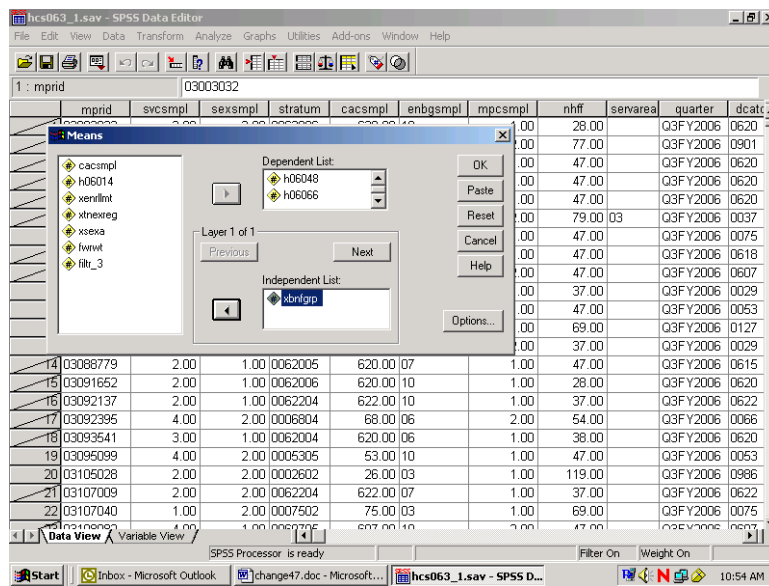 hcs063_1.sav - SPSS Data Editor
File Edit View Data Transform Analyze Graphs Utilities Add-ons Window Help
1 : mprid 03003032
mprid svcsmpl sexsmpl stratum cacsmpl enbgsmpl mpcsmpl nhff servarea quarter dcatc
.00 28.00 Q3FY2006 0620
.00 77.00 Q3FY2006 0901
.00 47.00 Q3FY2006 0620
.00 47.00 Q3FY2006 0620
.00 47.00 Q3FY2006 0620
.00 79.00 03 Q3FY2006 0037
.00 47.00 Q3FY2006 0075
.00 47.00 Q3FY2006 0618
.00 47.00 Q3FY2006 0607
.00 37.00 Q3FY2006 0029
.00 47.00 Q3FY2006 0053
.00 69.00 Q3FY2006 0127
.00 37.00 Q3FY2006 0029
Means
cacsmpl
h06014
xenrllmt
xtnexreg
xsexa
fwrwt
filtr_3
Dependent List:
h06048
h06066
Layer 1 of 1
Previous Next
Independent List:
xbnfgrp
OK
Paste
Reset
Cancel
Help
Options...
14 03088779 2.00 1.00 0062005 620.00 07 1.00 47.00 Q3FY2006 0615
15 03091652 2.00 1.00 0062006 620.00 10 1.00 28.00 Q3FY2006 0620
16 03092137 2.00 1.00 0062204 622.00 10 1.00 37.00 Q3FY2006 0622
17 03092395 4.00 2.00 0006804 68.00 06 2.00 54.00 Q3FY2006 0066
18 03093541 3.00 1.00 0062004 620.00 06 1.00 38.00 Q3FY2006 0620
19 03095099 4.00 2.00 0005305 53.00 10 1.00 47.00 Q3FY2006 0053
20 03105028 2.00 2.00 0002602 26.00 03 1.00 119.00 Q3FY2006 0986
21 03107009 2.00 2.00 0062204 622.00 07 1.00 37.00 Q3FY2006 0622
22 03107040 1.00 2.00 0007502 75.00 03 1.00 69.00 Q3FY2006 0075
Data View Variable View
SPSS Processor is ready Filter On Weight On
Start Inbox - Microsoft Outlook change47.doc - Microsoft... hcs063_1.sav - SPSS D... 10:54 AM